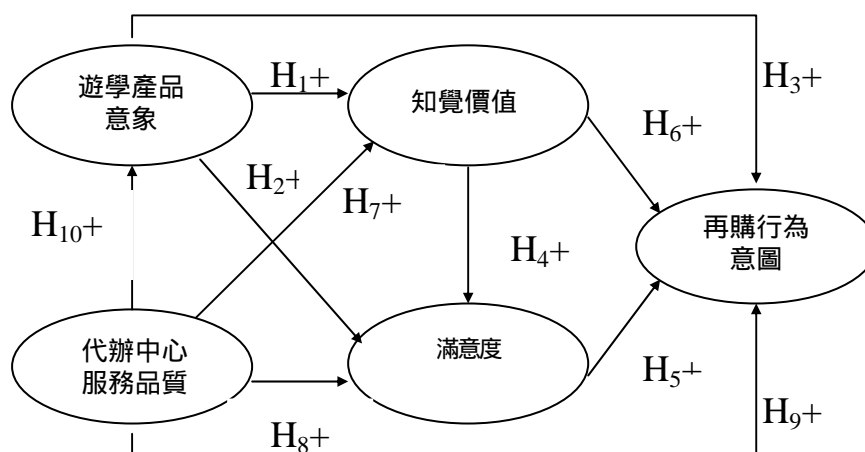 遊學產品
意象
H1+
知覺價值
H3+
H6+
H2+
H7+
H10+
H4+
再購行為
意圖
代辦中心
服務品質
滿意度
H5+
H8+
H9+